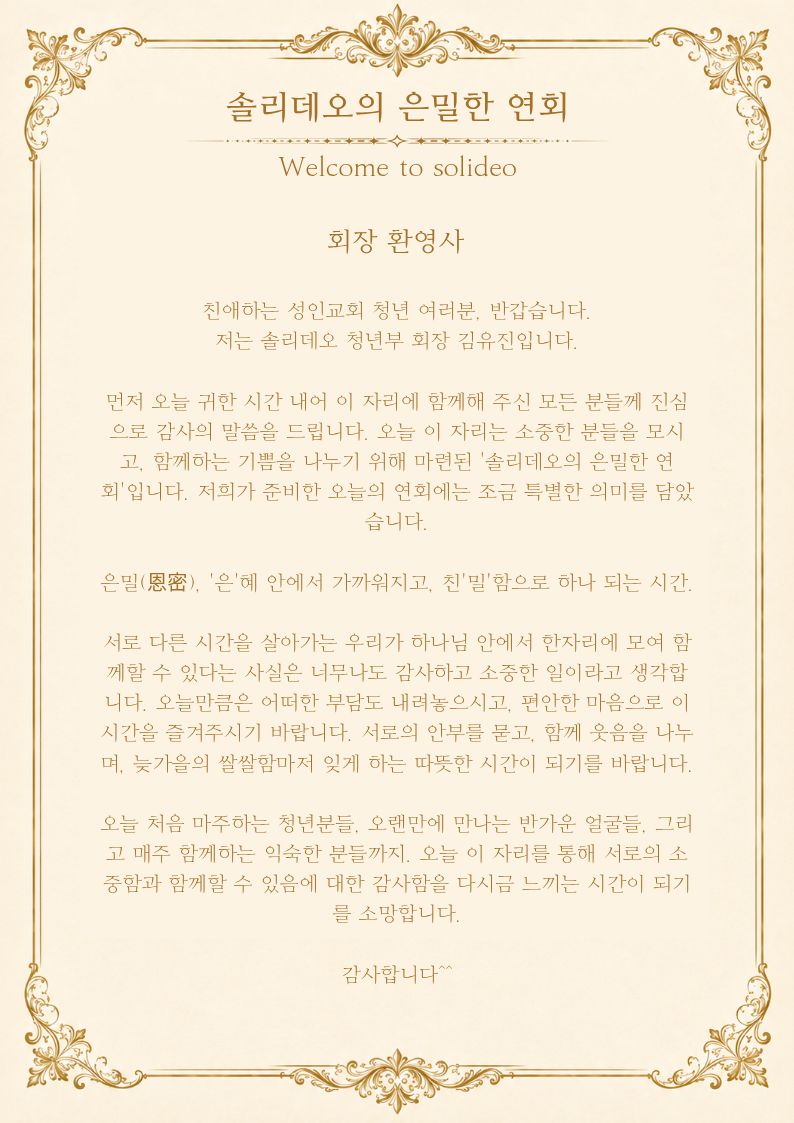 솔리데오의 은밀한 연회
Welcome to solideo
회장 환영사
친애하는 성인교회 청년 여러분, 반갑습니다.
저는 솔리데오 청년부 회장 김유진입니다.
먼저 오늘 귀한 시간 내어 이 자리에 함께해 주신 모든 분들께 진심
으로 감사의 말씀을 드립니다. 오늘 이 자리는 소중한 분들을 모시
고, 함께하는 기쁨을 나누기 위해 마련된 '솔리데오의 은밀한 연
회'입니다. 저희가 준비한 오늘의 연회에는 조금 특별한 의미를 담았
습니다.
은밀(恩密), '은'혜 안에서 가까워지고, 친'밀'함으로 하나 되는 시간.
서로 다른 시간을 살아가는 우리가 하나님 안에서 한자리에 모여 함
께할 수 있다는 사실은 너무나도 감사하고 소중한 일이라고 생각합
니다. 오늘만큼은 어떠한 부담도 내려놓으시고, 편안한 마음으로 이
시간을 즐겨주시기 바랍니다. 서로의 안부를 묻고, 함께 웃음을 나누
며, 늦가을의 쌀쌀함마저 잊게 하는 따뜻한 시간이 되기를 바랍니다.
오늘 처음 마주하는 청년분들, 오랜만에 만나는 반가운 얼굴들, 그리
고 매주 함께하는 익숙한 분들까지. 오늘 이 자리를 통해 서로의 소
중함과 함께할 수 있음에 대한 감사함을 다시금 느끼는 시간이 되기
를 소망합니다.
감사합니다^^